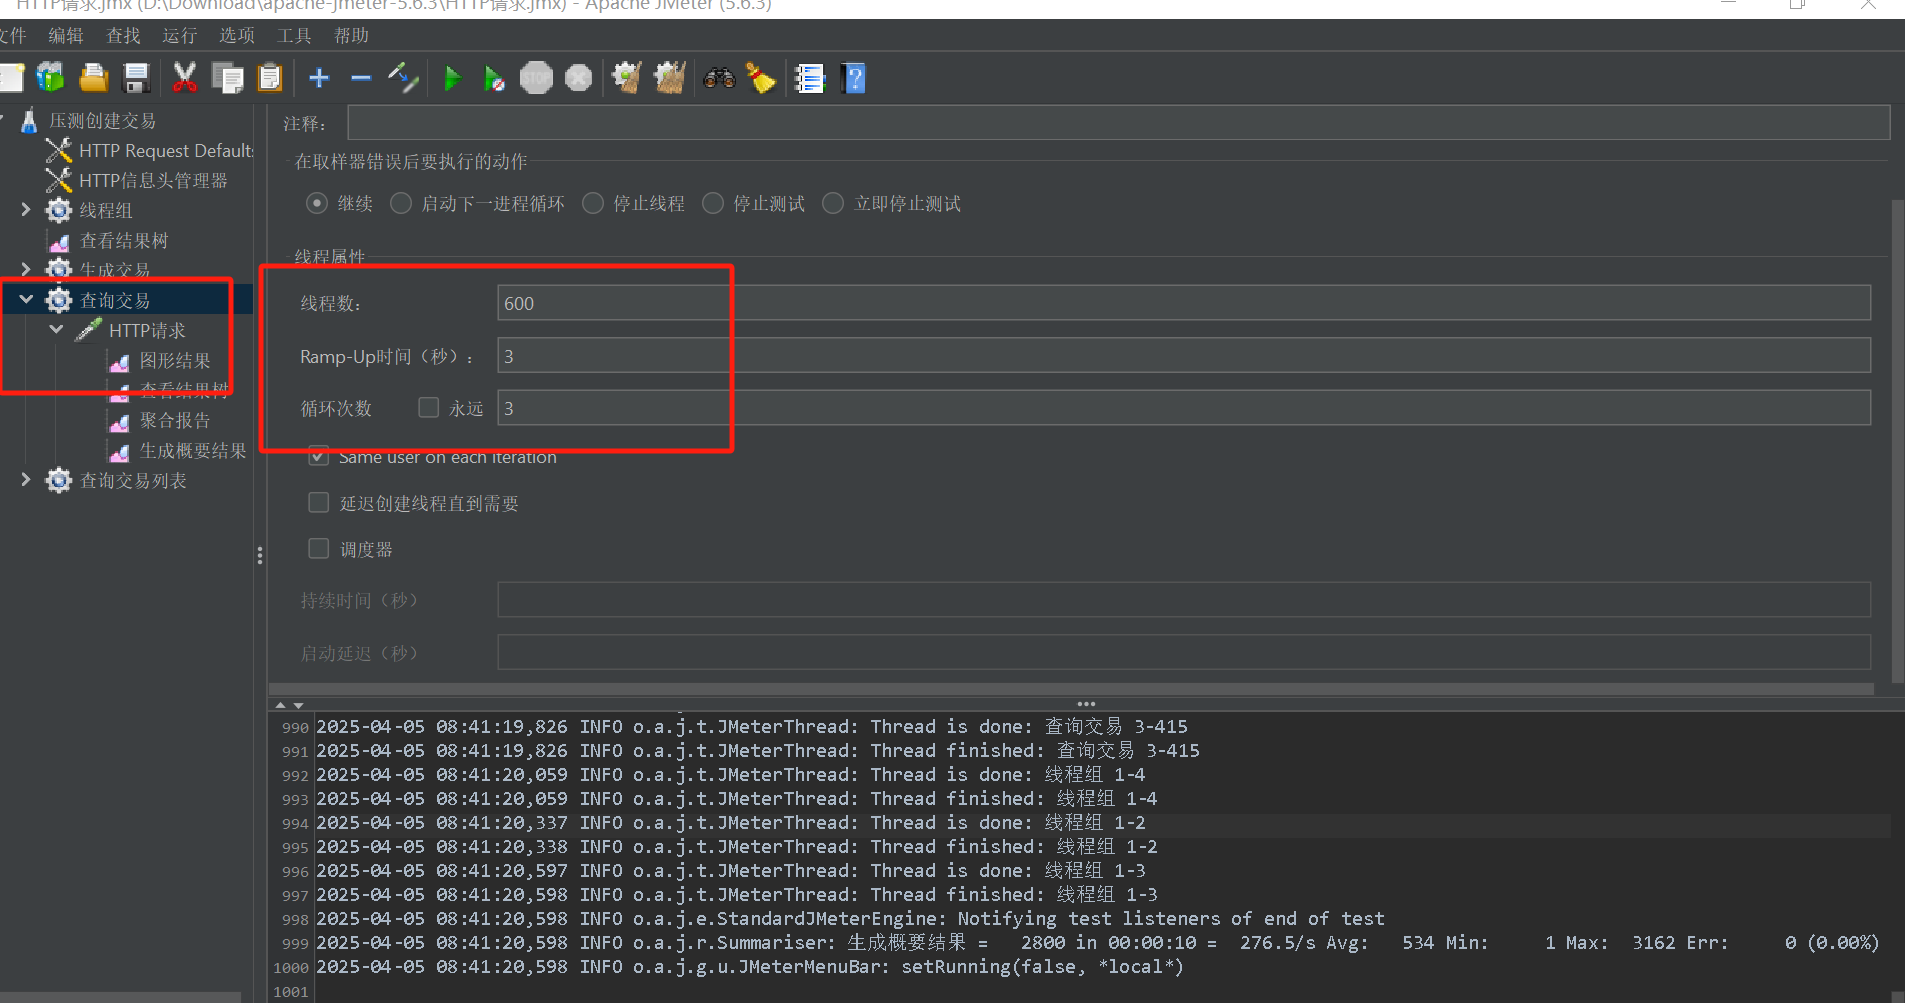 HTTP请求.jmx (D:\Download\apache-jmeter-5.6.3\HTTP请求.jmx) - Apache JMeter (5.6.3)
文件 编辑 查找 运行 选项 工具 帮助
STOP
压测创建交易
HTTP Request Defaults
HTTP信息头管理器
线程组
查看结果树
生成交易
查询交易
HTTP请求
图形结果
查看结果树
聚合报告
生成概要结果
查询交易列表
注释：
在取样器错误后要执行的动作
继续 启动下一进程循环 停止线程 停止测试 立即停止测试
线程属性
线程数： 600
Ramp-Up时间（秒）： 3
循环次数 永远 3
Same user on each iteration
延迟创建线程直到需要
调度器
持续时间（秒）
启动延迟（秒）
990 2025-04-05 08:41:19,826 INFO o.a.j.t.JMeterThread: Thread is done: 查询交易 3-415
991 2025-04-05 08:41:19,826 INFO o.a.j.t.JMeterThread: Thread finished: 查询交易 3-415
992 2025-04-05 08:41:20,059 INFO o.a.j.t.JMeterThread: Thread is done: 线程组 1-4
993 2025-04-05 08:41:20,059 INFO o.a.j.t.JMeterThread: Thread finished: 线程组 1-4
994 2025-04-05 08:41:20,337 INFO o.a.j.t.JMeterThread: Thread is done: 线程组 1-2
995 2025-04-05 08:41:20,338 INFO o.a.j.t.JMeterThread: Thread finished: 线程组 1-2
996 2025-04-05 08:41:20,597 INFO o.a.j.t.JMeterThread: Thread is done: 线程组 1-3
997 2025-04-05 08:41:20,598 INFO o.a.j.t.JMeterThread: Thread finished: 线程组 1-3
998 2025-04-05 08:41:20,598 INFO o.a.j.e.StandardJMeterEngine: Notifying test listeners of end of test
999 2025-04-05 08:41:20,598 INFO o.a.j.r.Summariser: 生成概要结果 = 2800 in 00:00:10 = 276.5/s Avg: 534 Min: 1 Max: 3162 Err: 0 (0.00%)
1000 2025-04-05 08:41:20,598 INFO o.a.j.g.u.JMeterMenuBar: setRunning(false, *local*)
1001